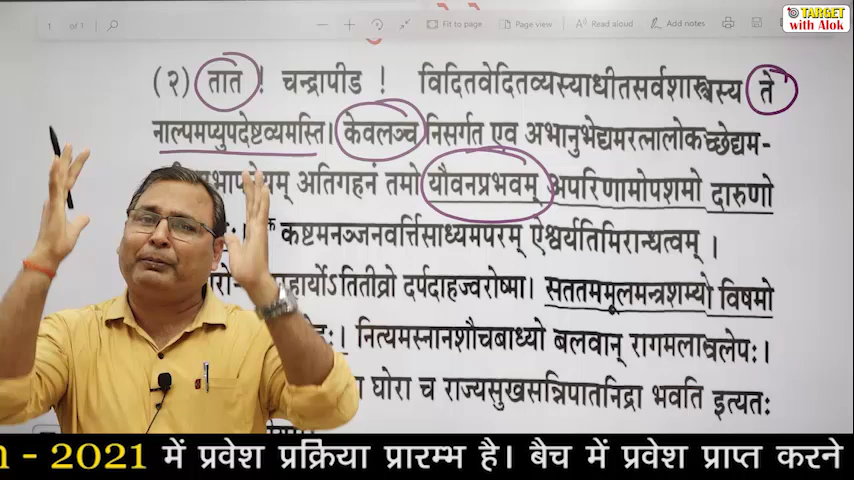 1 of 1
Fit to page
Page view
Read aloud
Add notes
TARGET
with Alok
(२) तात ! चन्द्रापीड ! विदितवेदितव्यस्याधीतसर्वशास्त्रस्य ते
नाल्पमप्युपदेष्टव्यमस्ति। केवलञ्च निसर्गत एव अभानुभेद्यमरत्नालोकच्छेद्यम-
अतिगहनं तमो यौवनप्रभवम् अपरिणामोपशमो दारुणो
कष्टमनञ्जनवर्त्तिसाध्यमपरम् ऐश्वर्यतिमिरान्धत्वम् ।
दर्पदाहज्वरोष्मा। सततममूलमन्त्रशम्यो विषमो
नित्यमस्नानशौचबाध्यो बलवान् रागमलावलेपः।
घोरा च राज्यसुखसन्निपातनिद्रा भवति इत्यतः
- 2021 में प्रवेश प्रक्रिया प्रारम्भ है। बैच में प्रवेश प्राप्त करने